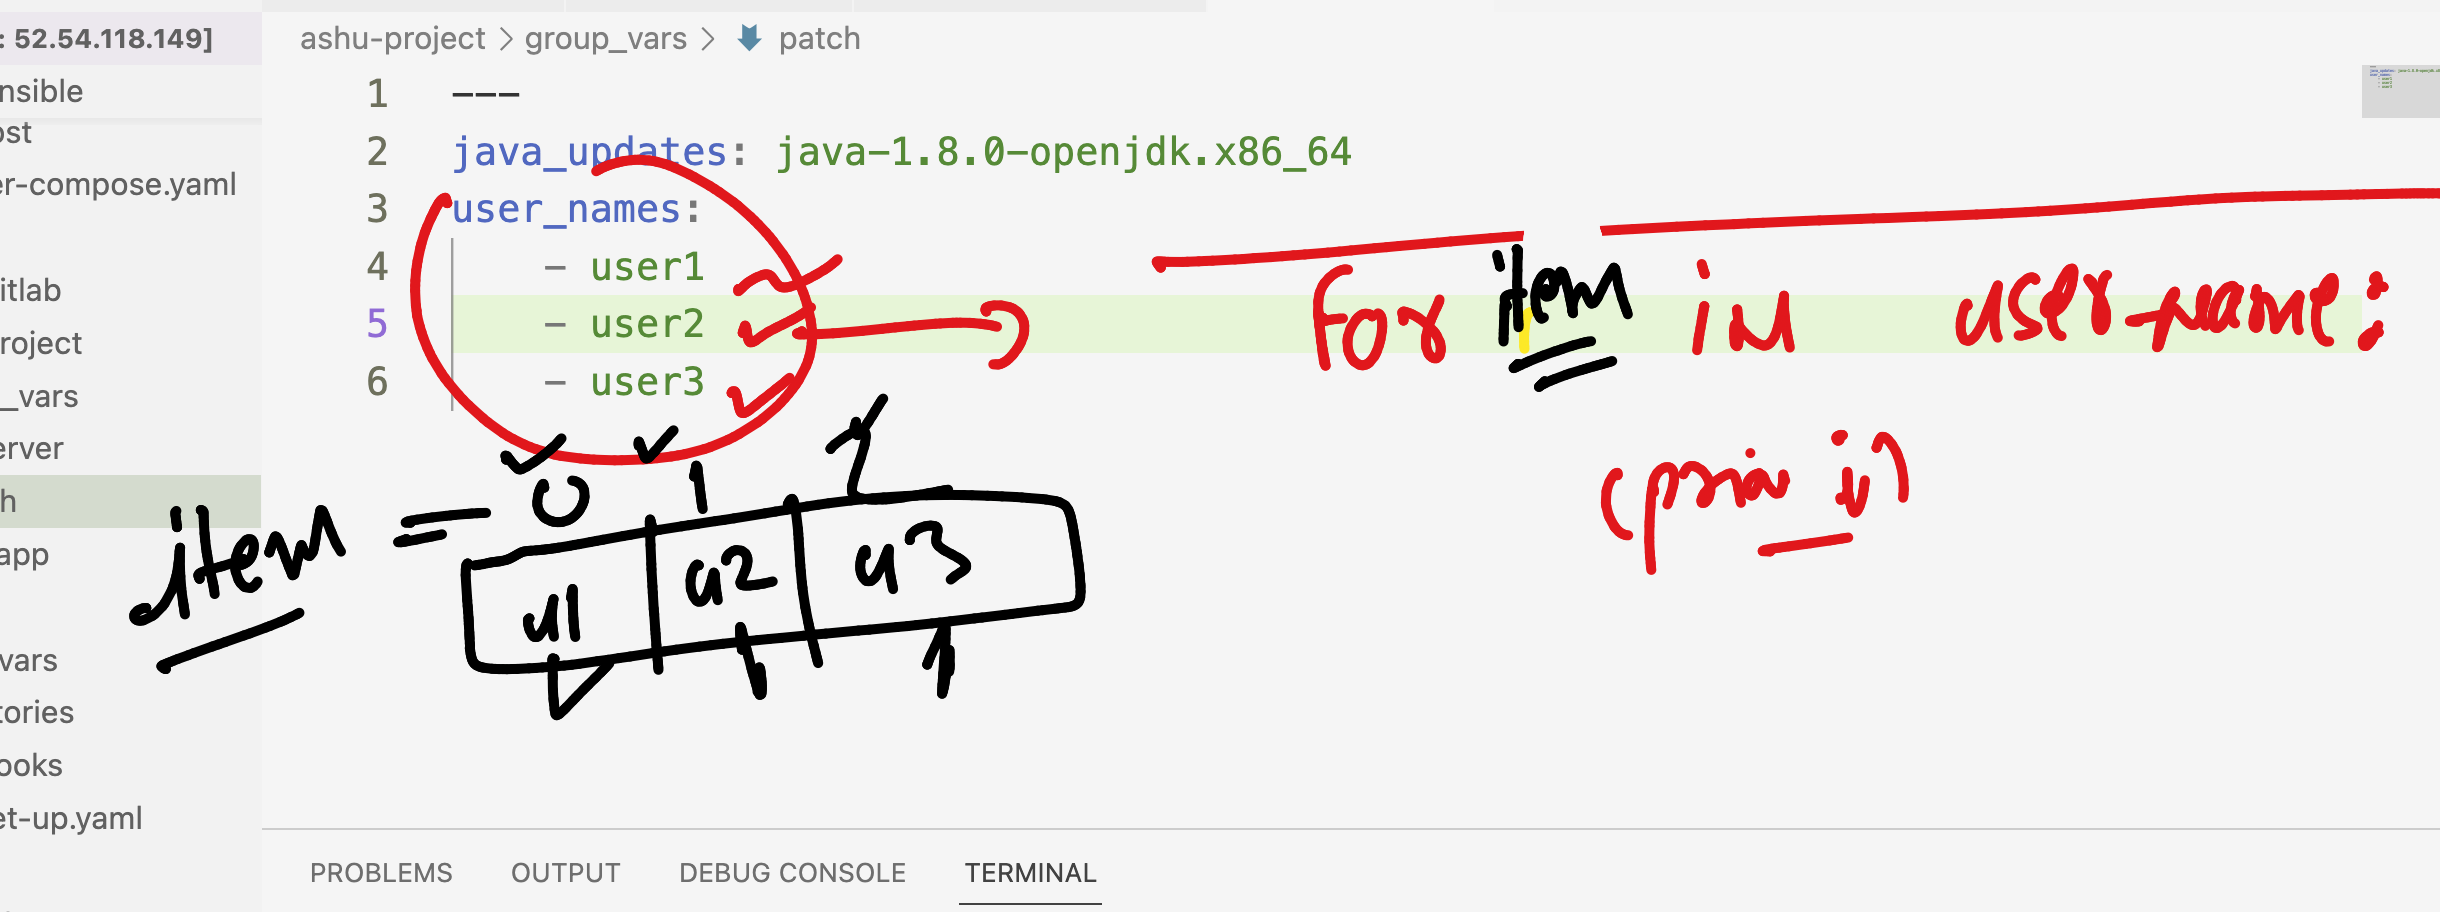 : 52.54.118.149]
ashu-project > group_vars > patch
nsible
ost
er-compose.yaml
itlab
roject
_vars
erver
h
app
vars
tories
ooks
et-up.yaml
1 ---
2 java_updates: java-1.8.0-openjdk.x86_64
3 user_names:
4 - user1
5 - user2
6 - user3
For item in user-name:
item = 0 1 2
u1 u2 u3
PROBLEMS OUTPUT DEBUG CONSOLE TERMINAL